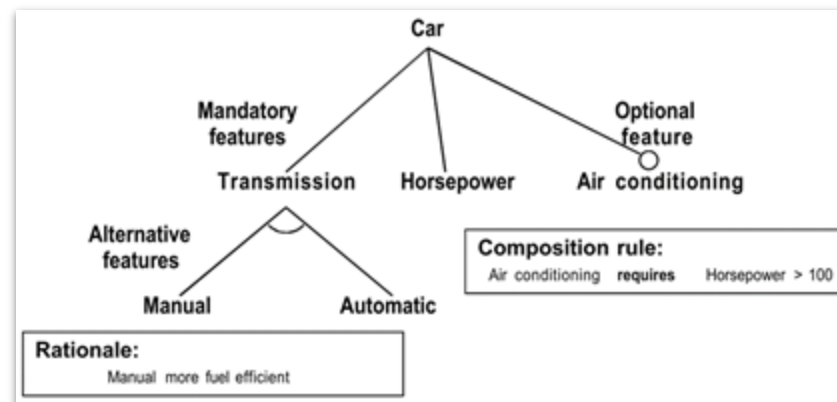 Car
Mandatory
features
Optional
feature
Transmission
Horsepower
Air conditioning
Alternative
features
Composition rule:
Air conditioning requires Horsepower > 100
Manual
Automatic
Rationale:
Manual more fuel efficient